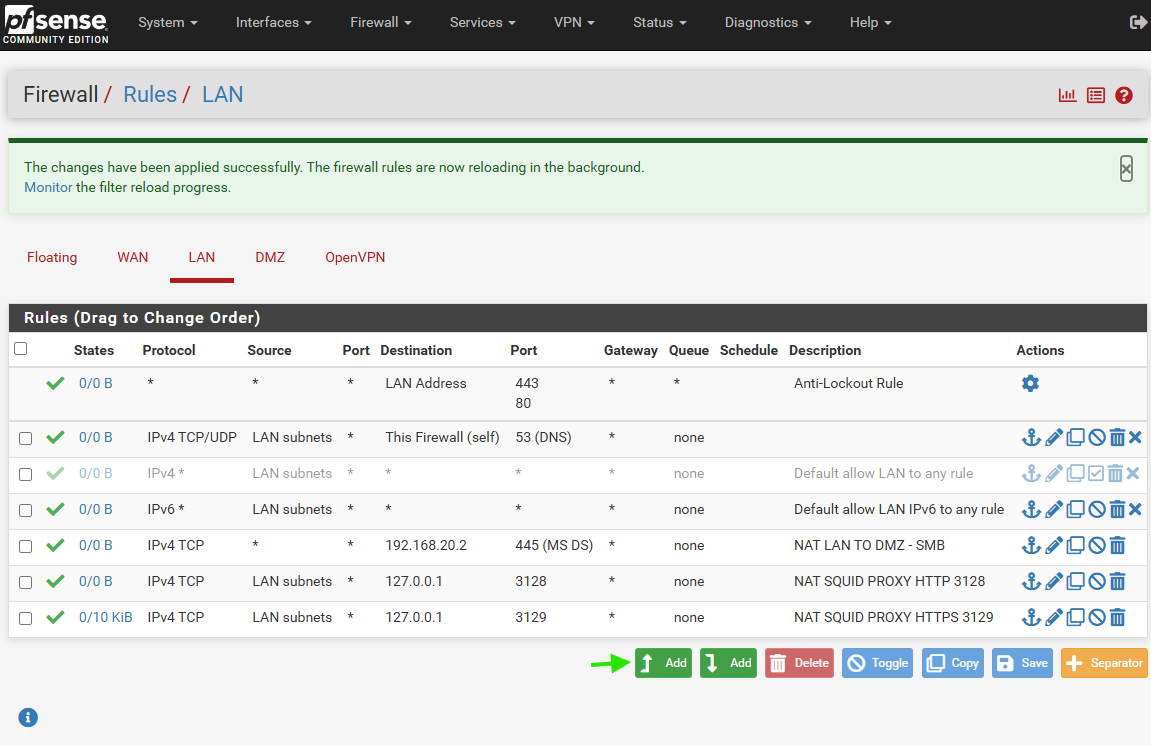 pfsense System Interfaces Firewall Services VPN Status Diagnostics Help
COMMUNITY EDITION
Firewall / Rules / LAN
The changes have been applied successfully. The firewall rules are now reloading in the background.
Monitor the filter reload progress.
Floating WAN LAN DMZ OpenVPN
Rules (Drag to Change Order)
States Protocol Source Port Destination Port Gateway Queue Schedule Description Actions
0/0 B * * * LAN Address 443 * * Anti-Lockout Rule
80
0/0 B IPv4 TCP/UDP LAN subnets * This Firewall (self) 53 (DNS) * none
0/0 B IPv4 * LAN subnets * * * * none Default allow LAN to any rule
0/0 B IPv6 * LAN subnets * * * * none Default allow LAN IPv6 to any rule
0/0 B IPv4 TCP * * 192.168.20.2 445 (MS DS) * none NAT LAN TO DMZ - SMB
0/0 B IPv4 TCP LAN subnets * 127.0.0.1 3128 * none NAT SQUID PROXY HTTP 3128
0/10 KiB IPv4 TCP LAN subnets * 127.0.0.1 3129 * none NAT SQUID PROXY HTTPS 3129
Add Add Delete Toggle Copy Save Separator